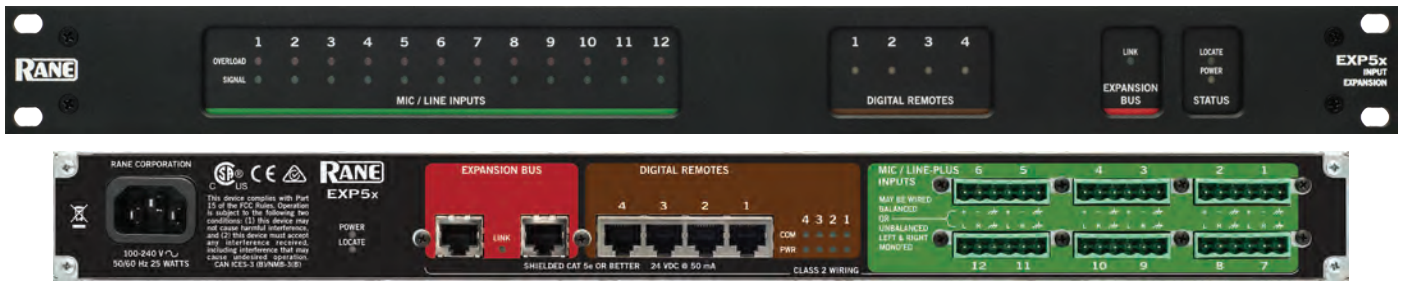 RANE
OVERLOAD
SIGNAL
1 2 3 4 5 6 7 8 9 10 11 12
MIC / LINE INPUTS
1 2 3 4
DIGITAL REMOTES
LINK
EXPANSION
BUS
LOCATE
POWER
STATUS
EXP5x
INPUT
EXPANSION
RANE CORPORATION
100-240 V
50/60 Hz 25 WATTS
C SP ® US CE
This device complies with Part
15 of the FCC Rules. Operation
is subject to the following two
conditions: (1) this device may
not cause harmful interference,
and (2) this device must accept
any interference received,
including interference that may
cause undesired operation.
CAN ICES-3 (B)/NMB-3(B)
RANE
EXP5x
POWER
LOCATE
EXPANSION BUS
LINK
DIGITAL REMOTES
4 3 2 1
4 3 2 1
COM
PWR
SHIELDED CAT 5e OR BETTER 24 VDC @ 50 mA
CLASS 2 WIRING
MIC / LINE-PLUS
INPUTS
MAY BE WIRED
BALANCED
OR
UNBALANCED
LEFT & RIGHT
MONO'ED
6 5 4 3 2 1
L R L R L R
12 11 10 9 8 7